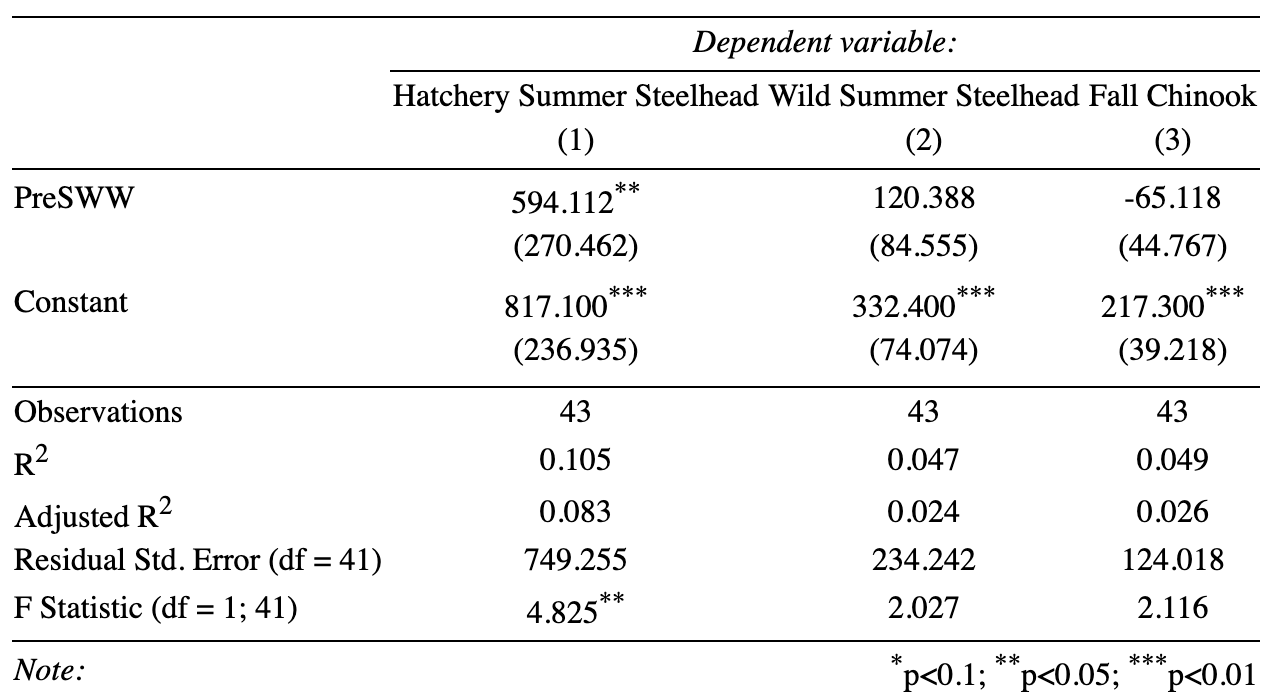 Dependent variable:
Hatchery Summer Steelhead Wild Summer Steelhead Fall Chinook
(1) (2) (3)
PreSWW 594.112** 120.388 -65.118
(270.462) (84.555) (44.767)
Constant 817.100*** 332.400*** 217.300***
(236.935) (74.074) (39.218)
Observations 43 43 43
R2 0.105 0.047 0.049
Adjusted R2 0.083 0.024 0.026
Residual Std. Error (df = 41) 749.255 234.242 124.018
F Statistic (df = 1; 41) 4.825** 2.027 2.116
Note: *p<0.1; **p<0.05; ***p<0.01